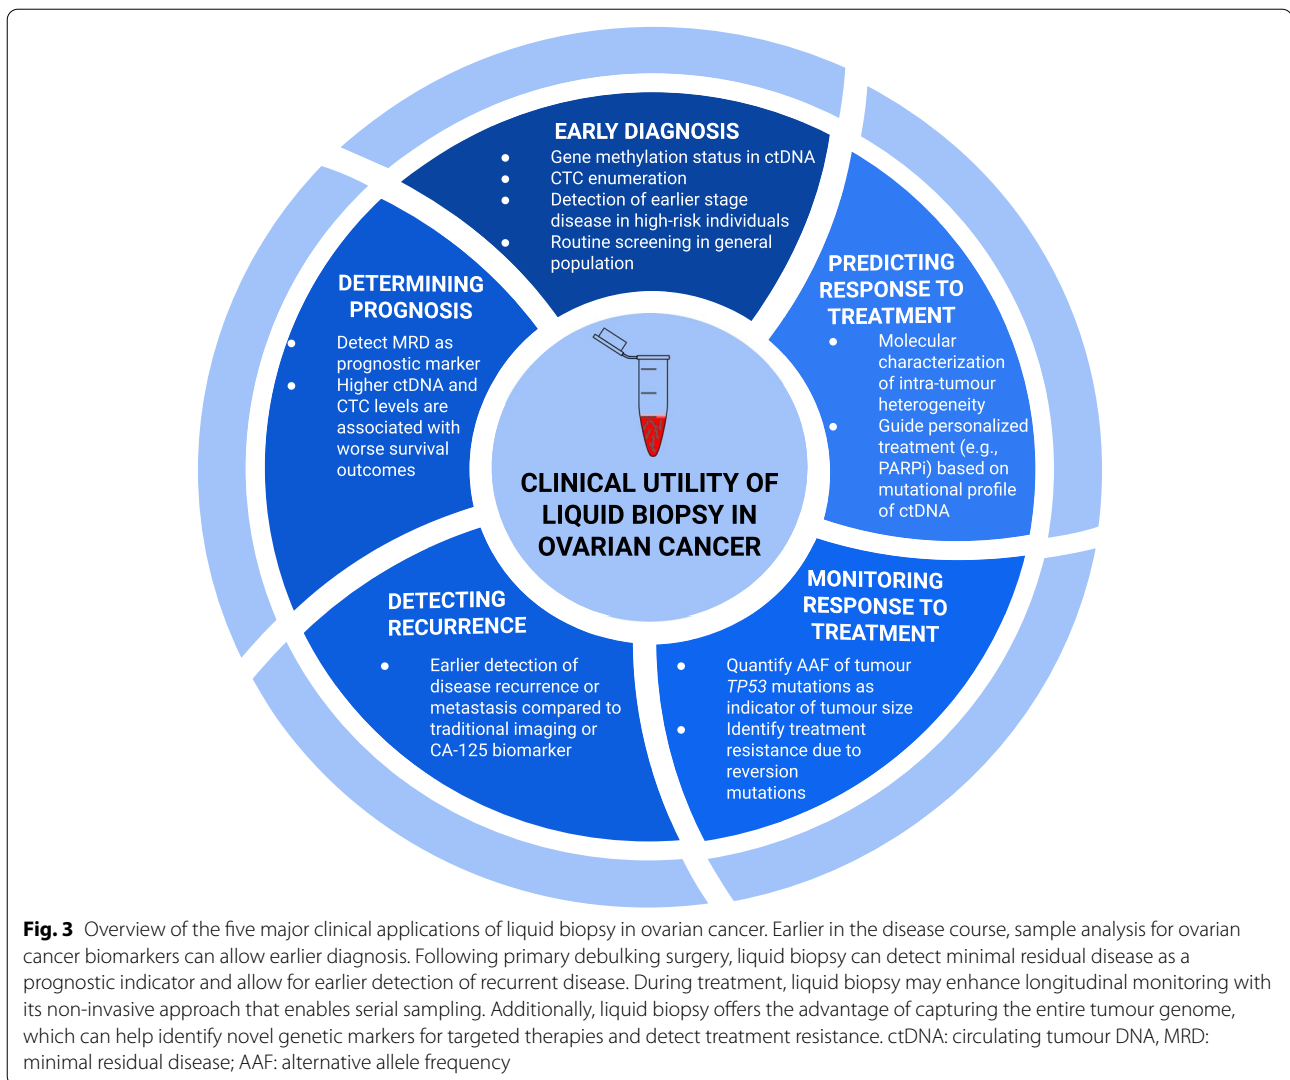 EARLY DIAGNOSIS
• Gene methylation status in ctDNA
• CTC enumeration
• Detection of earlier stage
disease in high-risk individuals
• Routine screening in general
population
PREDICTING
RESPONSE TO
TREATMENT
• Molecular
characterization
of intra-tumour
heterogeneity
• Guide personalized
treatment (e.g.,
PARPi) based on
mutational profile
of ctDNA
MONITORING
RESPONSE TO
TREATMENT
• Quantify AAF of tumour
TP53 mutations as
indicator of tumour size
• Identify treatment
resistance due to
reversion
mutations
DETECTING
RECURRENCE
• Earlier detection of
disease recurrence or
metastasis compared to
traditional imaging or
CA-125 biomarker
DETERMINING
PROGNOSIS
• Detect MRD as
prognostic marker
• Higher ctDNA and
CTC levels are
associated with
worse survival
outcomes
CLINICAL UTILITY OF
LIQUID BIOPSY IN
OVARIAN CANCER
Fig. 3 Overview of the five major clinical applications of liquid biopsy in ovarian cancer. Earlier in the disease course, sample analysis for ovarian
cancer biomarkers can allow earlier diagnosis. Following primary debulking surgery, liquid biopsy can detect minimal residual disease as a
prognostic indicator and allow for earlier detection of recurrent disease. During treatment, liquid biopsy may enhance longitudinal monitoring with
its non-invasive approach that enables serial sampling. Additionally, liquid biopsy offers the advantage of capturing the entire tumour genome,
which can help identify novel genetic markers for targeted therapies and detect treatment resistance. ctDNA: circulating tumour DNA, MRD:
minimal residual disease; AAF: alternative allele frequency